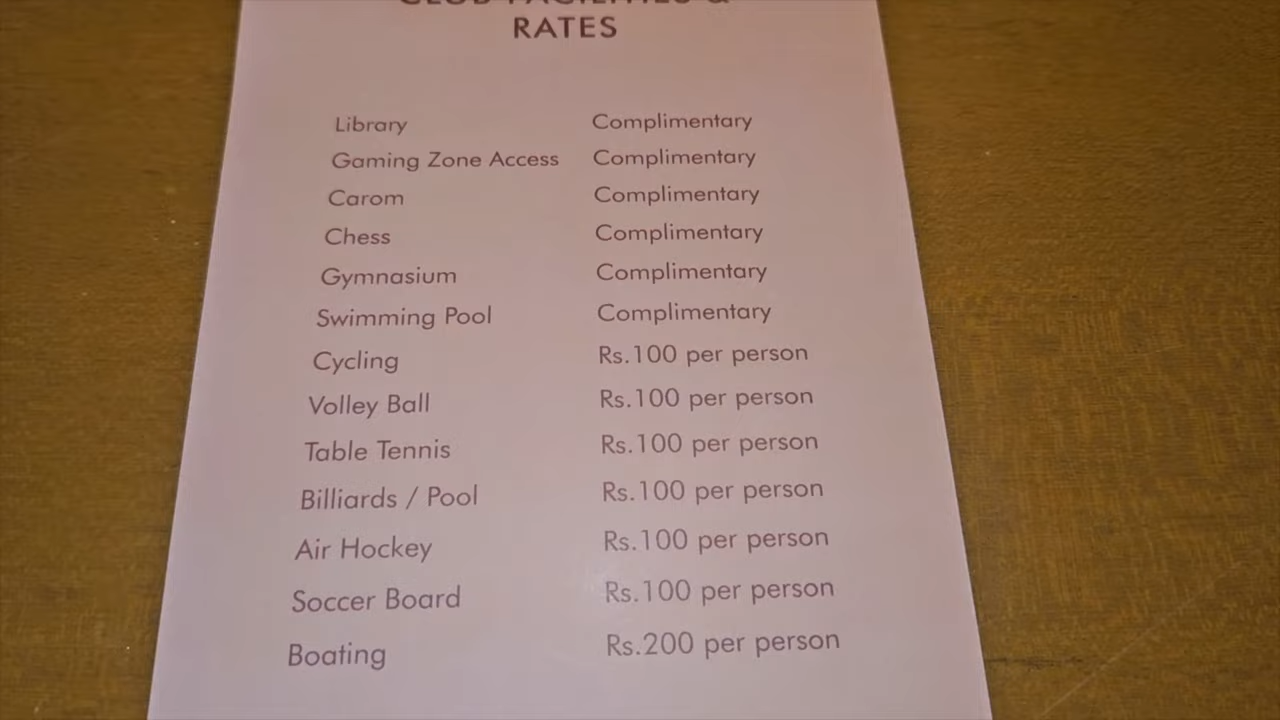 CLUB FACILITIES &
RATES
Library Complimentary
Gaming Zone Access Complimentary
Carom Complimentary
Chess Complimentary
Gymnasium Complimentary
Swimming Pool Complimentary
Cycling Rs.100 per person
Volley Ball Rs.100 per person
Table Tennis Rs.100 per person
Billiards / Pool Rs.100 per person
Air Hockey Rs.100 per person
Soccer Board Rs.100 per person
Boating Rs.200 per person